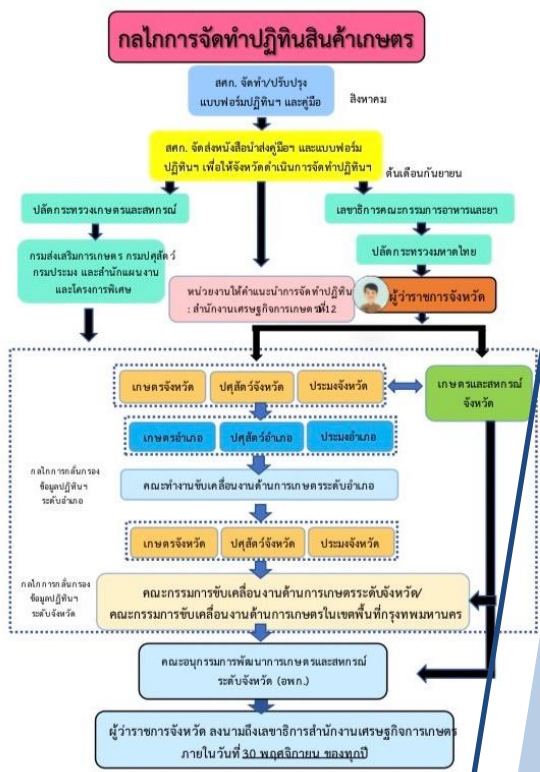 กลไกการจัดทำปฏิทินสินค้าเกษตร
สศก. จัดทำ/ปรับปรุง
แบบฟอร์มปฏิทินฯ และคู่มือ
สิงหาคม
สศก. จัดส่งหนังสือนำส่งคู่มือฯ และแบบฟอร์ม
ปฏิทินฯ เพื่อให้จังหวัดดำเนินการจัดทำปฏิทินฯ
ต้นเดือนกันยายน
ปลัดกระทรวงเกษตรและสหกรณ์
เลขาธิการคณะกรรมการอาหารและยา
กรมส่งเสริมการเกษตร กรมปศุสัตว์
กรมประมง และสำนักแผนงาน
และโครงการพิเศษ
ปลัดกระทรวงมหาดไทย
หน่วยงานให้คำแนะนำการจัดทำปฏิทิน
: สำนักงานเศรษฐกิจการเกษตรที่12
ผู้ว่าราชการจังหวัด
เกษตรจังหวัด ปศุสัตว์จังหวัด ประมงจังหวัด
เกษตรและสหกรณ์
จังหวัด
เกษตรอำเภอ ปศุสัตว์อำเภอ ประมงอำเภอ
กลไกการกลั่นกรอง
ข้อมูลปฏิทินฯ
ระดับอำเภอ
คณะทำงานขับเคลื่อนงานด้านการเกษตรระดับอำเภอ
เกษตรจังหวัด ปศุสัตว์จังหวัด ประมงจังหวัด
กลไกการกลั่นกรอง
ข้อมูลปฏิทินฯ
ระดับจังหวัด
คณะกรรมการขับเคลื่อนงานด้านการเกษตรระดับจังหวัด/
คณะกรรมการขับเคลื่อนงานด้านการเกษตรในเขตพื้นที่กรุงเทพมหานคร
คณะอนุกรรมการพัฒนาการเกษตรและสหกรณ์
ระดับจังหวัด (อพก.)
ผู้ว่าราชการจังหวัด ลงนามถึงเลขาธิการสำนักงานเศรษฐกิจการเกษตร
ภายในวันที่ 30 พฤศจิกายน ของทุกปี